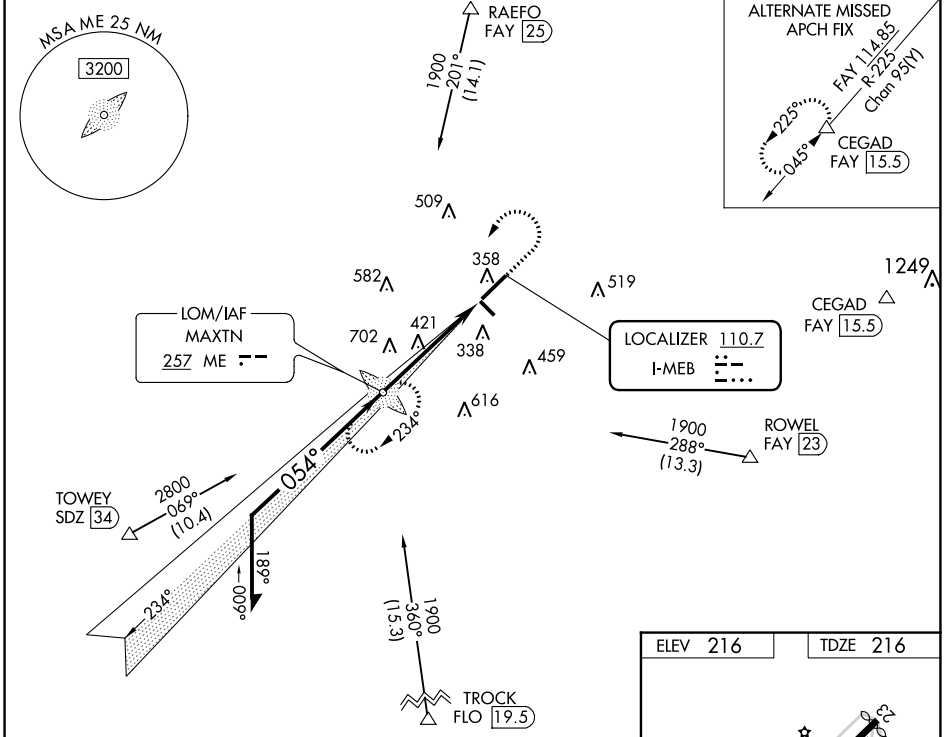 MSA ME 25 NM
3200
RAEFO
FAY 25
1900
201°
(14.1)
ALTERNATE MISSED
APCH FIX
FAY 114.85
R-225
Chan 95(Y)
225°
045°
CEGAD
FAY 15.5
509
358
582
519
1249
CEGAD
FAY 15.5
LOM/IAF
MAXTN
257 ME
702
421
338
459
LOCALIZER 110.7
I-MEB
616
234°
1900
288°
(13.3)
ROWEL
FAY 23
054°
TOWEY
SDZ 34
2800
069°
(10.4)
189°
009°
234°
1900
360°
(15.3)
TROCK
FLO 19.5
ELEV 216
TDZE 216
23